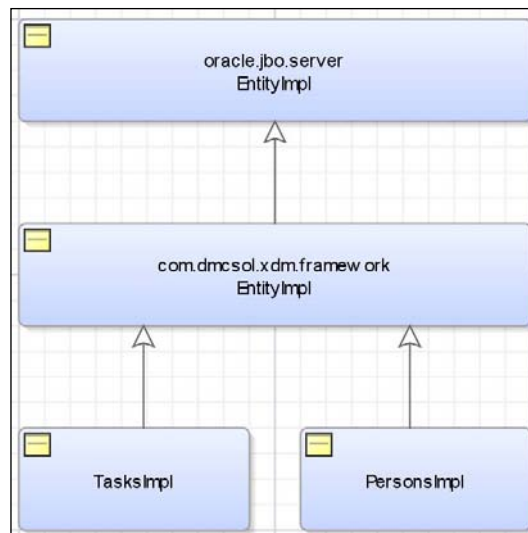 oracle.jbo.server
EntityImpl
com.dmcsol.xdm.framework
EntityImpl
TasksImpl
PersonsImpl